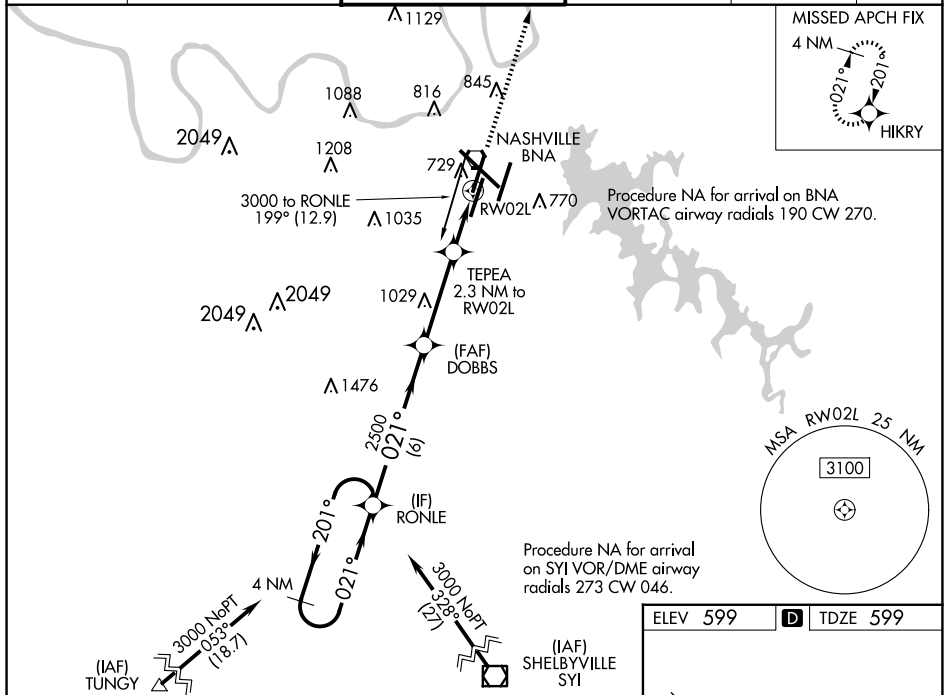 1129
MISSED APCH FIX
4 NM
021°
201°
HIKRY
1088
816
845
2049
1208
729
NASHVILLE
BNA
3000 to RONLE
199° (12.9)
1035
RW02L
770
Procedure NA for arrival on BNA
VORTAC airway radials 190 CW 270.
TEPEA
2.3 NM to
RW02L
2049
2049
1029
(FAF)
DOBBS
1476
2500
021°
(6)
MSA RW02L 25 NM
3100
(IF)
RONLE
201°
021°
4 NM
Procedure NA for arrival
on SYI VOR/DME airway
radials 273 CW 046.
3000 NoPT
053°
(18.7)
(IAF)
TUNGY
3000 NoPT
328°
(27)
(IAF)
SHELBYVILLE
SYI
ELEV 599 D TDZE 599